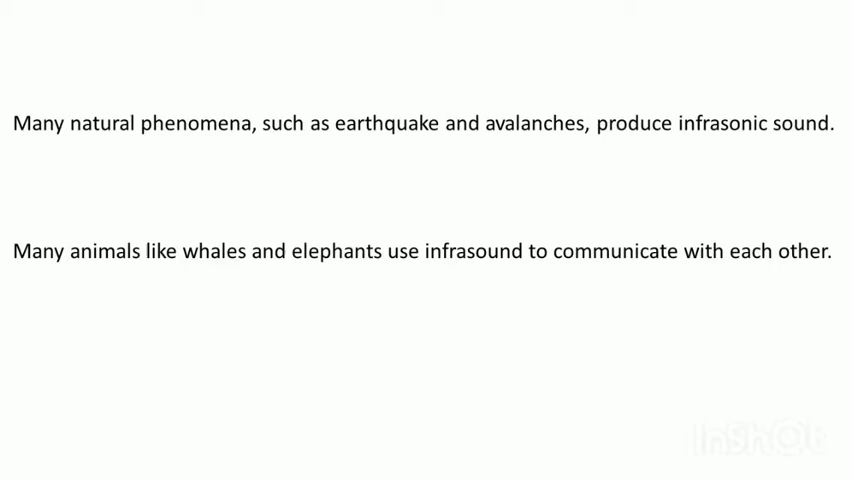 Many natural phenomena, such as earthquake and avalanches, produce infrasonic sound.
Many animals like whales and elephants use infrasound to communicate with each other.
InShOt